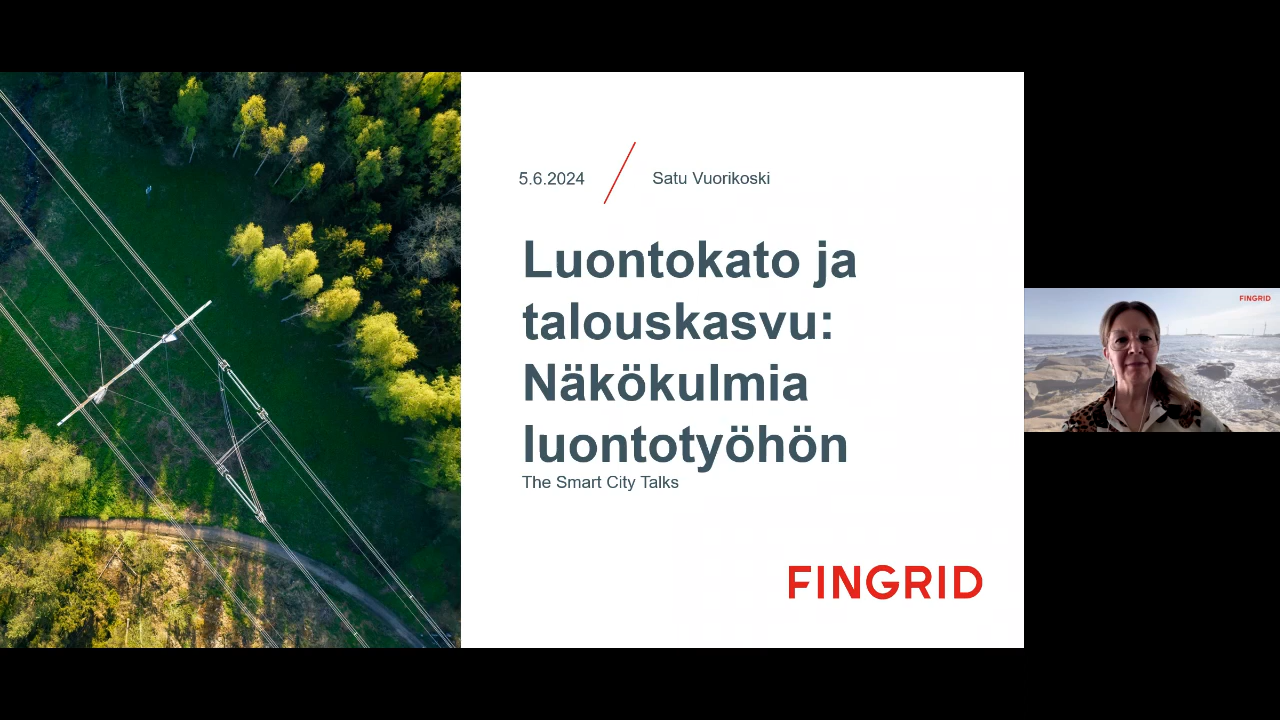 5.6.2024
Satu Vuorikoski
Luontokato ja
talouskasvu:
Näkökulmia
luontotyöhön
The Smart City Talks
FINGRID
FINGRID